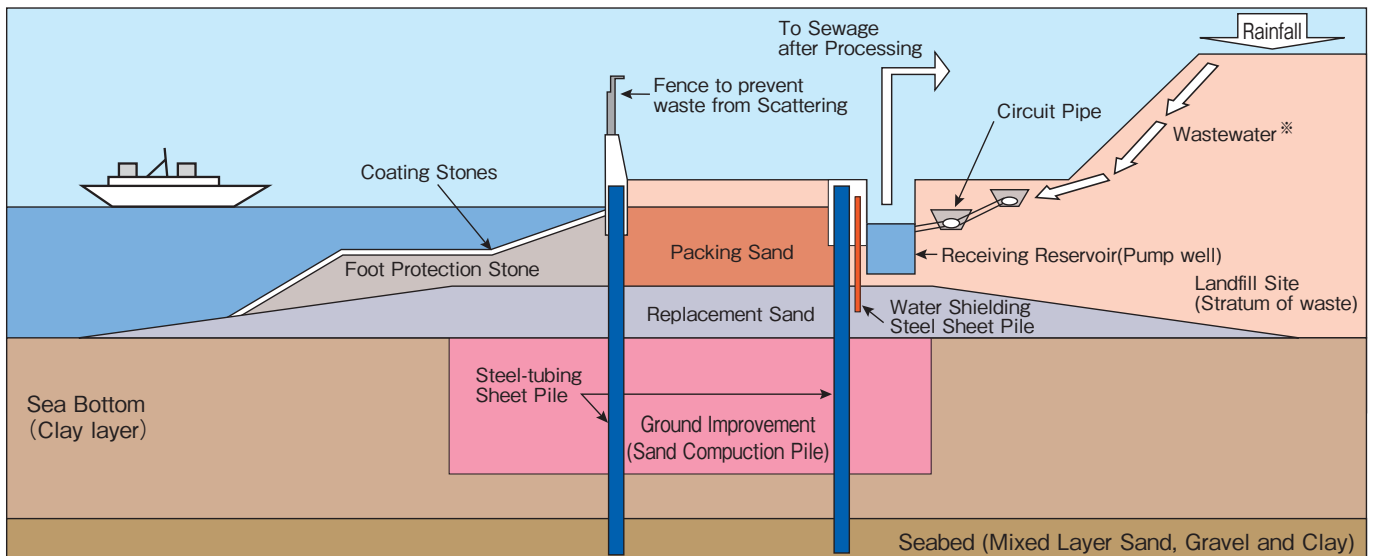 To Sewage
after Processing
Rainfall
Fence to prevent
waste from Scattering
Circuit Pipe
Wastewater※
Coating Stones
Foot Protection Stone
Packing Sand
Receiving Reservoir(Pump well)
Landfill Site
(Stratum of waste)
Replacement Sand
Water Shielding
Steel Sheet Pile
Steel-tubing
Sheet Pile
Sea Bottom
（Clay layer）
Ground Improvement
(Sand Compuction Pile)
Seabed (Mixed Layer Sand, Gravel and Clay)